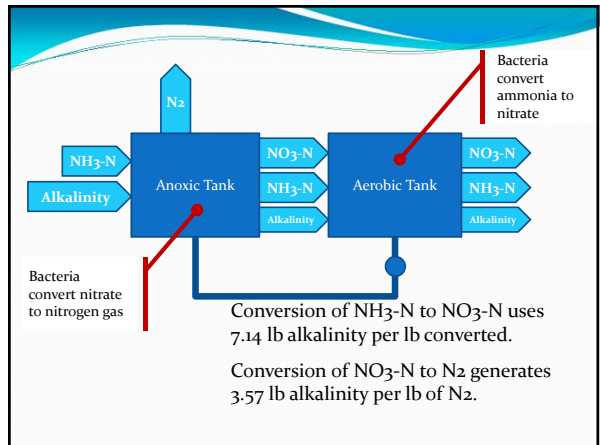 Bacteria
convert
ammonia to
nitrate
N2
NH3-N
Alkalinity
Anoxic Tank
NO3-N
NH3-N
Alkalinity
Aerobic Tank
NO3-N
NH3-N
Alkalinity
Bacteria
convert nitrate
to nitrogen gas
Conversion of NH3-N to NO3-N uses
7.14 lb alkalinity per lb converted.
Conversion of NO3-N to N2 generates
3.57 lb alkalinity per lb of N2.